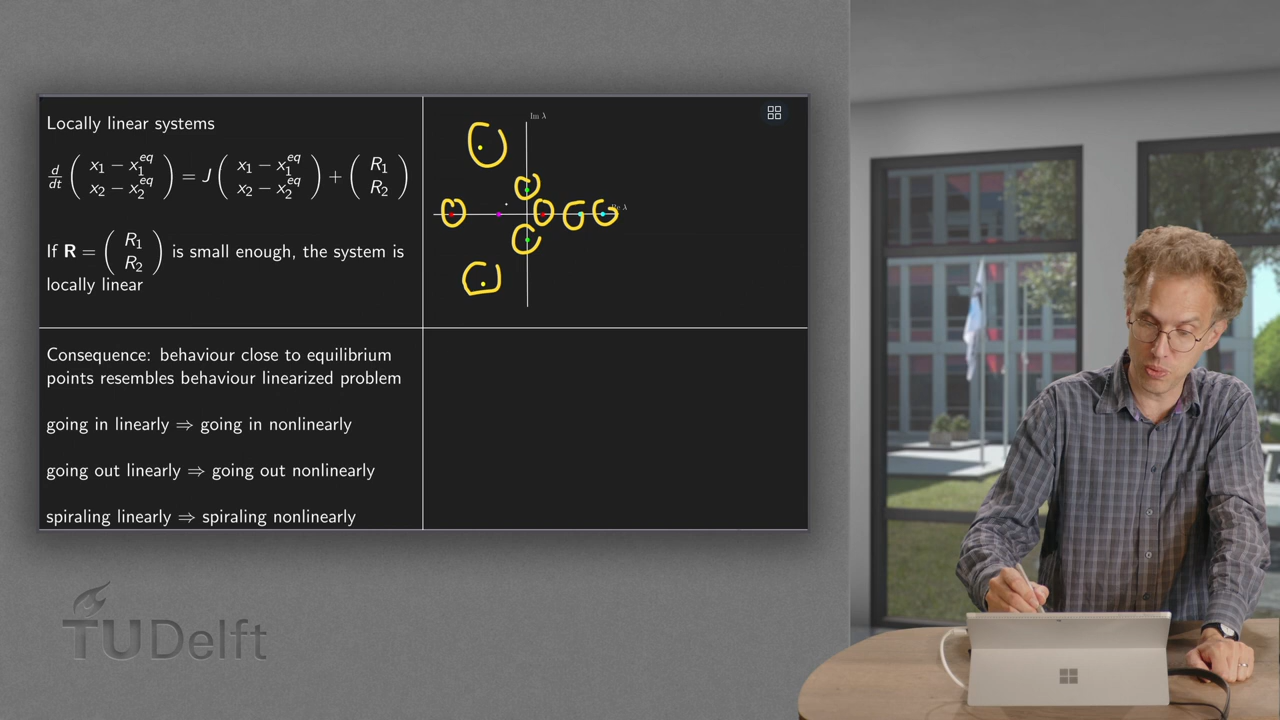 Locally linear systems
d/dt ( x₁ − x₁^eq ; x₂ − x₂^eq ) = J ( x₁ − x₁^eq ; x₂ − x₂^eq ) + ( R₁ ; R₂ )
If R = ( R₁ ; R₂ ) is small enough, the system is
locally linear
Im λ
Re λ
Consequence: behaviour close to equilibrium
points resembles behaviour linearized problem
going in linearly ⇒ going in nonlinearly
going out linearly ⇒ going out nonlinearly
spiraling linearly ⇒ spiraling nonlinearly
TUDelft